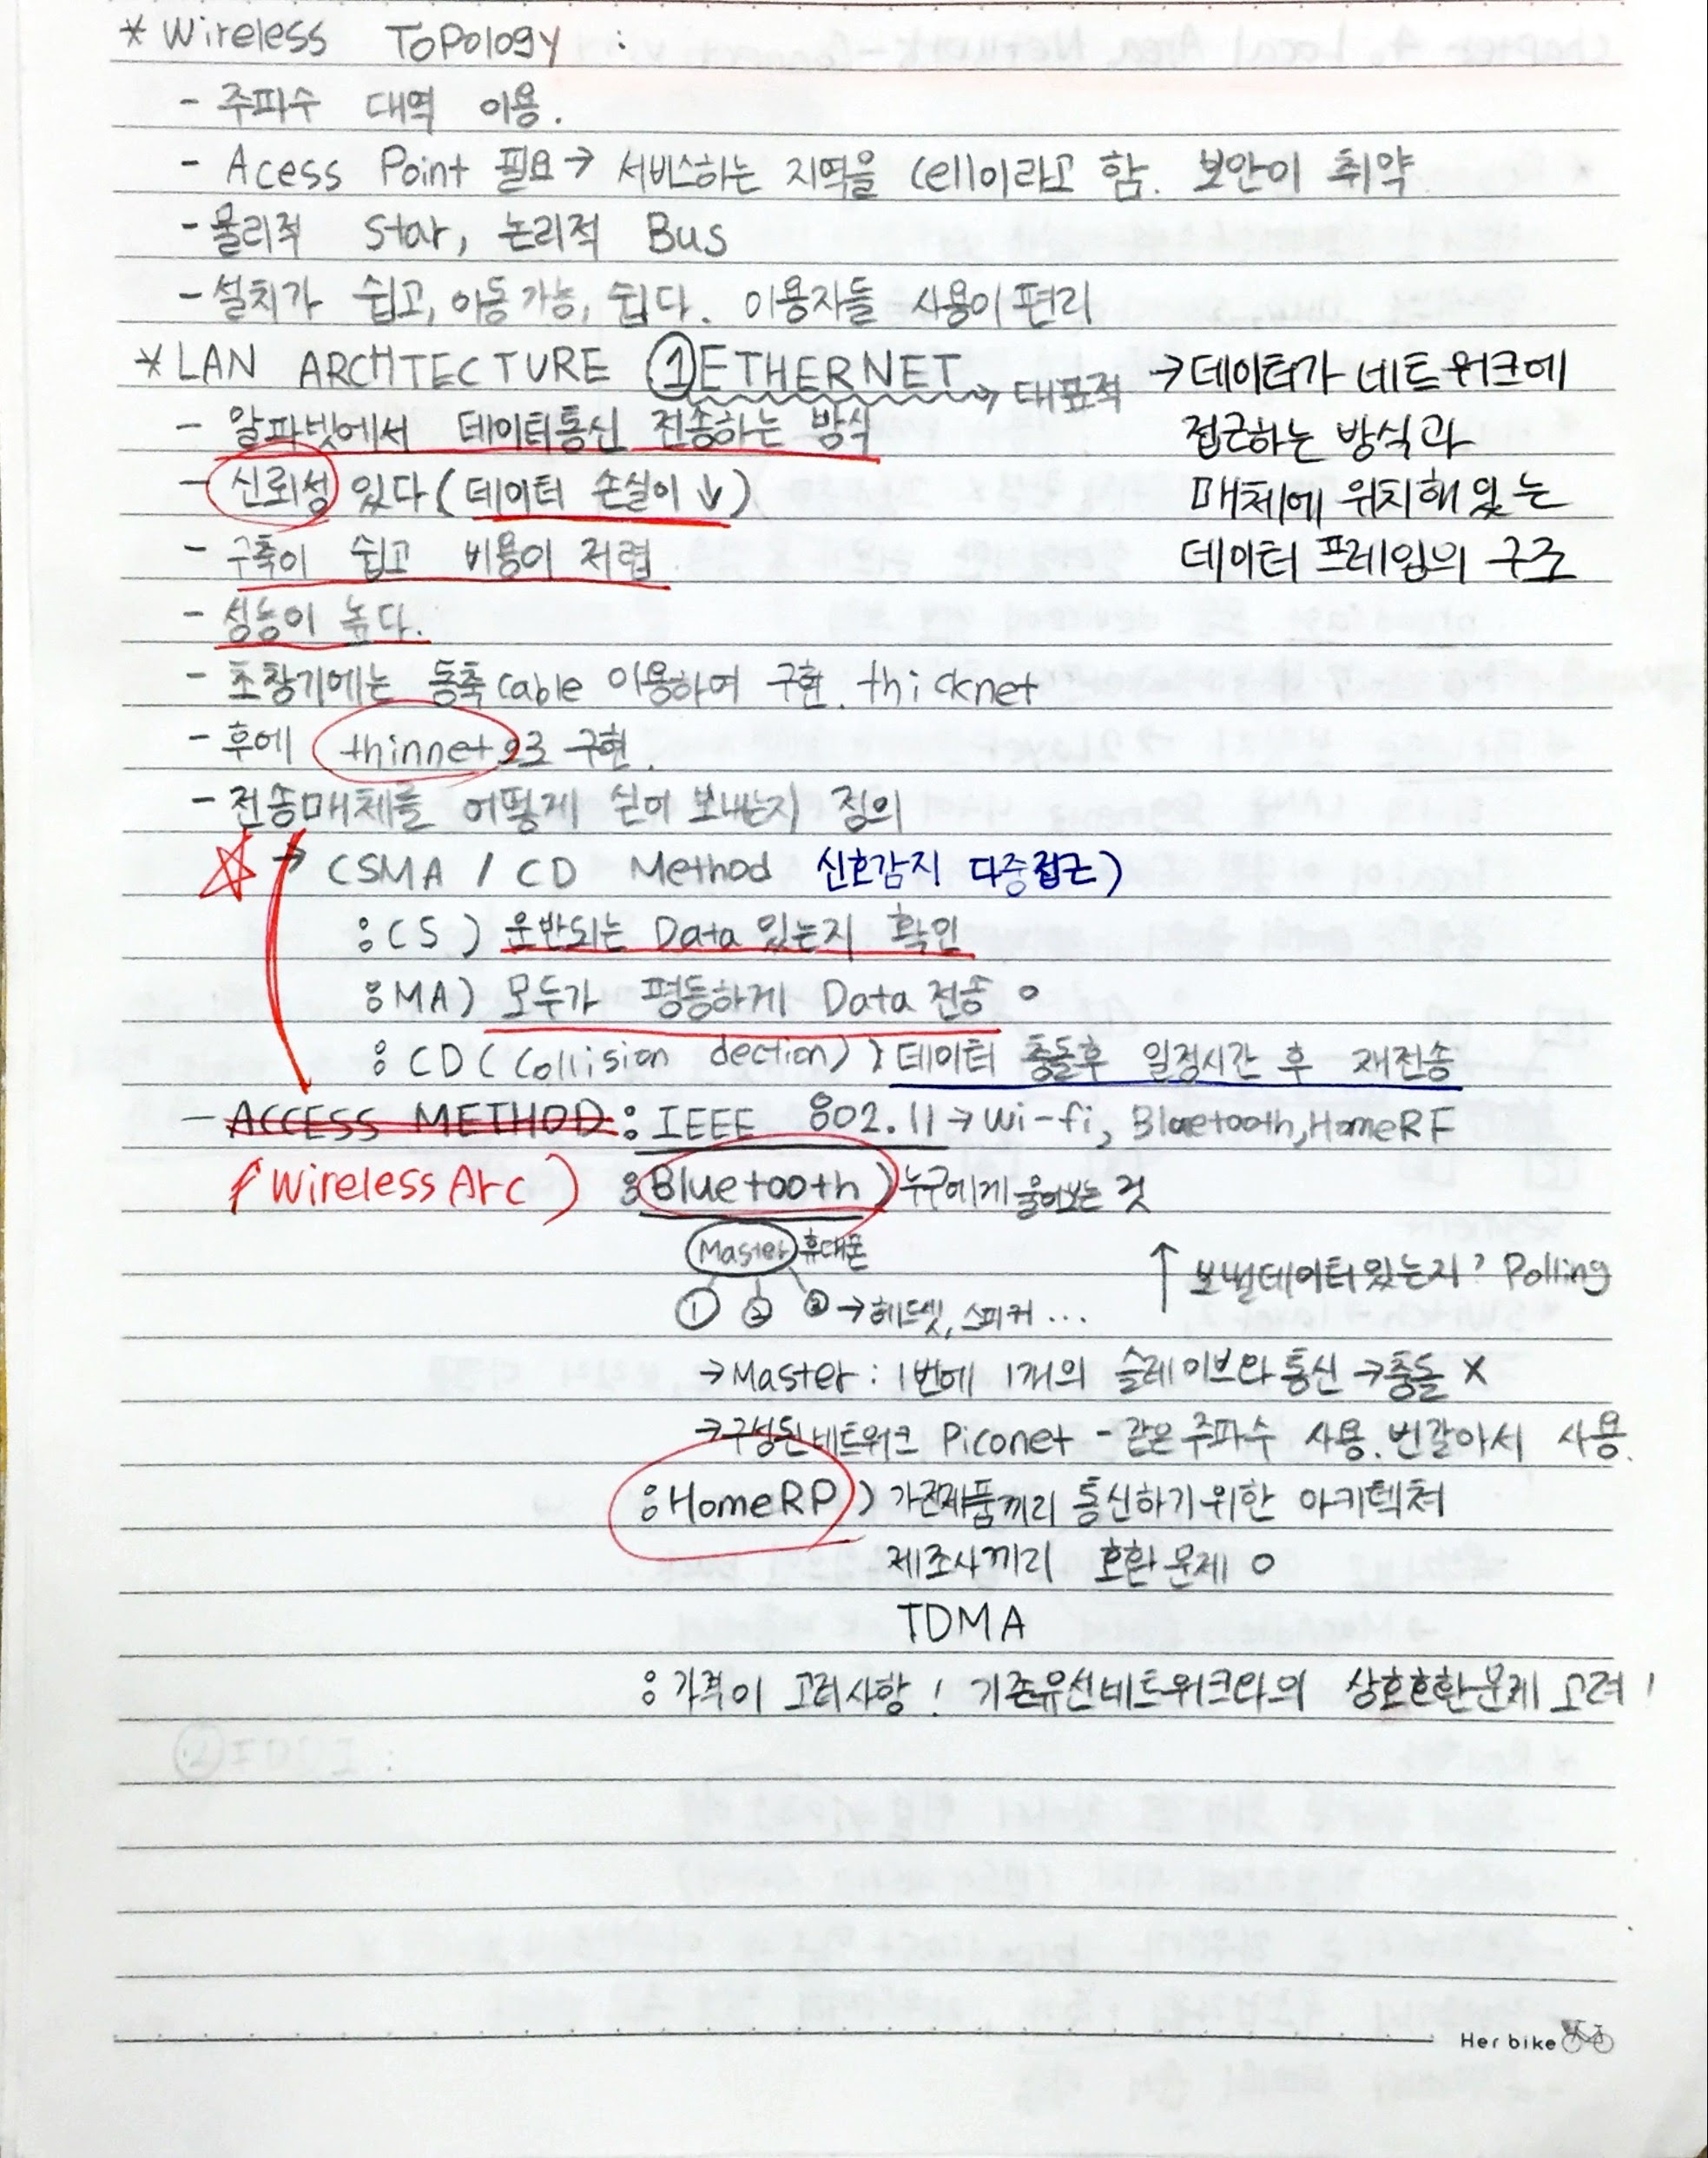 * Wireless Topology :
- 주파수 대역 이용.
- Acess Point 필요 → 서비스하는 지역을 Cell이라고 함. 보안이 취약
- 물리적 Star, 논리적 Bus
- 설치가 쉽고, 이동가능, 쉽다. 이용자들 사용이 편리
* LAN ARCHTECTURE ① ETHERNET → 대표적
→ 데이터가 네트워크에
접근하는 방식과
매체에 위치해 있는
데이터 프레임의 구조
- 알파벳에서 데이터통신 전송하는 방식
- 신뢰성 있다 (데이터 손실이 ↓)
- 구축이 쉽고 비용이 저렴
- 성능이 높다.
- 초창기에는 동축cable 이용하여 구현. thicknet
- 후에 thinnet으로 구현.
- 전송매체를 어떻게 실어 보내는지 정의
→ CSMA / CD Method 신호감지 다중접근)
: CS ) 운반되는 Data 있는지 확인
: MA) 모두가 평등하게 Data 전송 o
: CD (Collision dection) ) 데이터 충돌후 일정시간 후 재전송
- ACCESS METHOD : IEEE 802.11 → Wi-fi, Bluetooth, HomeRF
(Wireless Arc) : Bluetooth ) 누구에게 물어보는 것
Master 휴대폰
↑ 보낼데이터 있는지? Polling
① ② ③ → 헤드셋, 스피커 ...
→ Master : 1번에 1개의 슬레이브와 통신 → 충돌 X
→ 구성된 네트워크 Piconet - 같은 주파수 사용. 번갈아서 사용.
: HomeRP ) 가전제품끼리 통신하기 위한 아키텍쳐
제조사끼리 호환문제 o
TDMA
: 가격이 고려사항! 기존유선네트워크와의 상호호환문제 고려!
Her bike